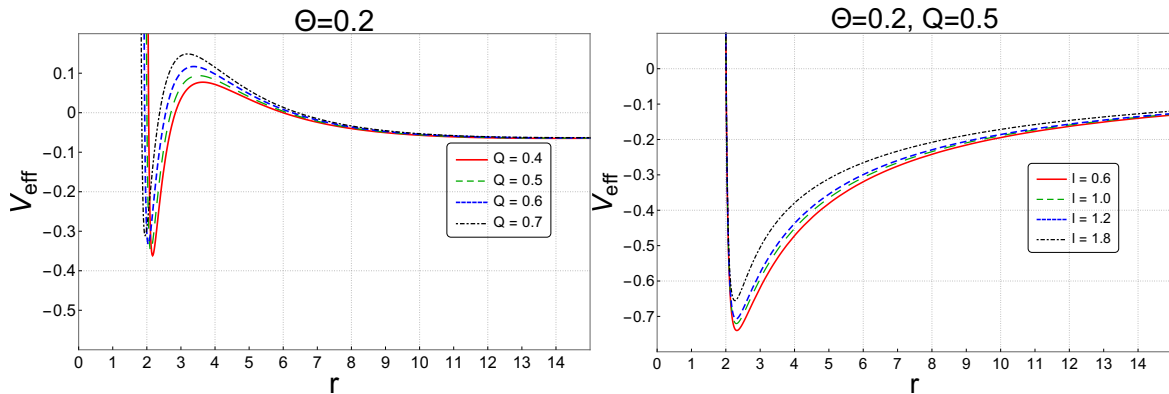 Θ=0.2
0.1
0
−0.1
−0.2
−0.3
−0.4
−0.5
V_eff
Q = 0.4
Q = 0.5
Q = 0.6
Q = 0.7
0 1 2 3 4 5 6 7 8 9 10 11 12 13 14
r
Θ=0.2, Q=0.5
0
−0.1
−0.2
−0.3
−0.4
−0.5
−0.6
−0.7
V_eff
l = 0.6
l = 1.0
l = 1.2
l = 1.8
0 1 2 3 4 5 6 7 8 9 10 11 12 13 14
r